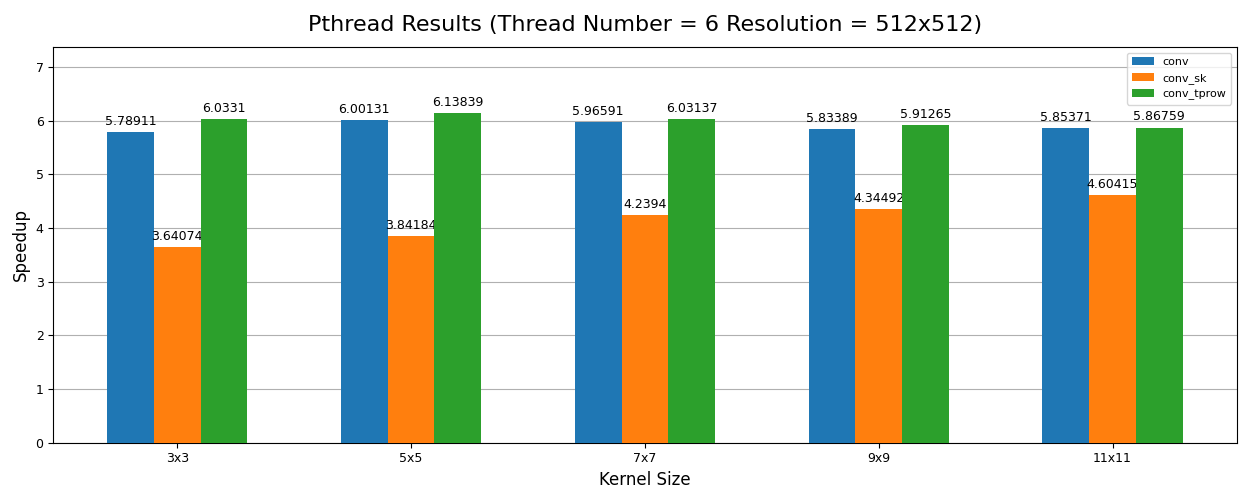 Pthread Results (Thread Number = 6 Resolution = 512x512)
conv
conv_sk
conv_tprow
Speedup
7
6
5
4
3
2
1
0
5.78911
3.64074
6.0331
6.00131
3.84184
6.13839
5.96591
4.2394
6.03137
5.83389
4.34492
5.91265
5.85371
4.60415
5.86759
3x3
5x5
7x7
9x9
11x11
Kernel Size